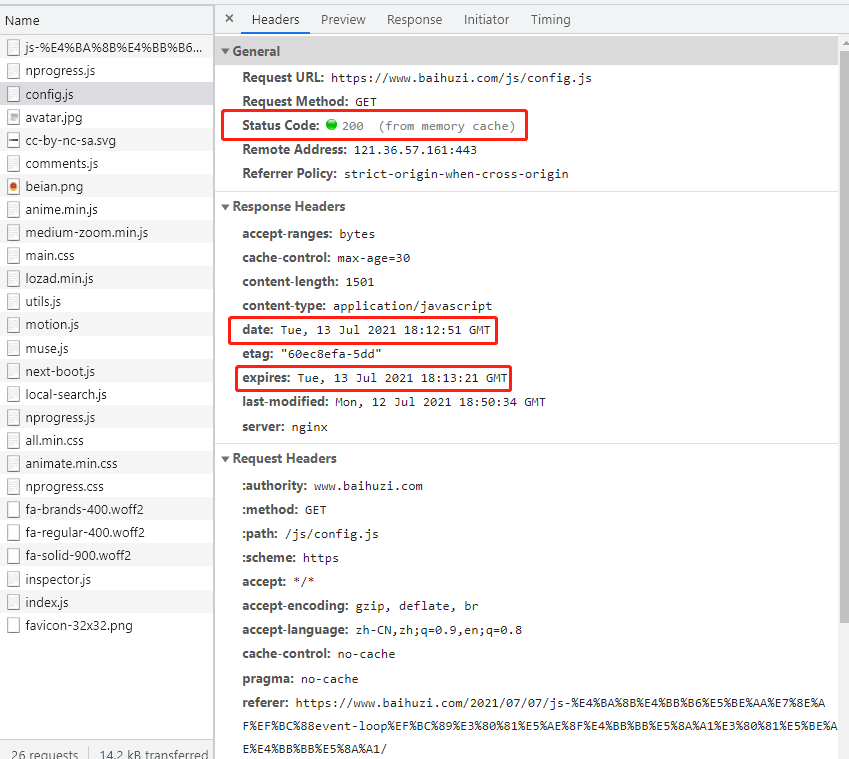 Name
js-%E4%BA%8B%E4%BB%B6...
nprogress.js
config.js
avatar.jpg
cc-by-nc-sa.svg
comments.js
beian.png
anime.min.js
medium-zoom.min.js
main.css
lozad.min.js
utils.js
motion.js
muse.js
next-boot.js
local-search.js
nprogress.js
all.min.css
animate.min.css
nprogress.css
fa-brands-400.woff2
fa-regular-400.woff2
fa-solid-900.woff2
inspector.js
index.js
favicon-32x32.png
26 requests 14.2 kB transferred
× Headers Preview Response Initiator Timing
General
Request URL: https://www.baihuzi.com/js/config.js
Request Method: GET
Status Code: 200 (from memory cache)
Remote Address: 121.36.57.161:443
Referrer Policy: strict-origin-when-cross-origin
Response Headers
accept-ranges: bytes
cache-control: max-age=30
content-length: 1501
content-type: application/javascript
date: Tue, 13 Jul 2021 18:12:51 GMT
etag: "60ec8efa-5dd"
expires: Tue, 13 Jul 2021 18:13:21 GMT
last-modified: Mon, 12 Jul 2021 18:50:34 GMT
server: nginx
Request Headers
:authority: www.baihuzi.com
:method: GET
:path: /js/config.js
:scheme: https
accept: */*
accept-encoding: gzip, deflate, br
accept-language: zh-CN,zh;q=0.9,en;q=0.8
cache-control: no-cache
pragma: no-cache
referer: https://www.baihuzi.com/2021/07/07/js-%E4%BA%8B%E4%BB%B6%E5%BE%AA%E7%8E%A
F%EF%BC%88event-loop%EF%BC%89%E3%80%81%E5%AE%8F%E4%BB%BB%E5%8A%A1%E3%80%81%E5%BE%A
E%E4%BB%BB%E5%8A%A1/